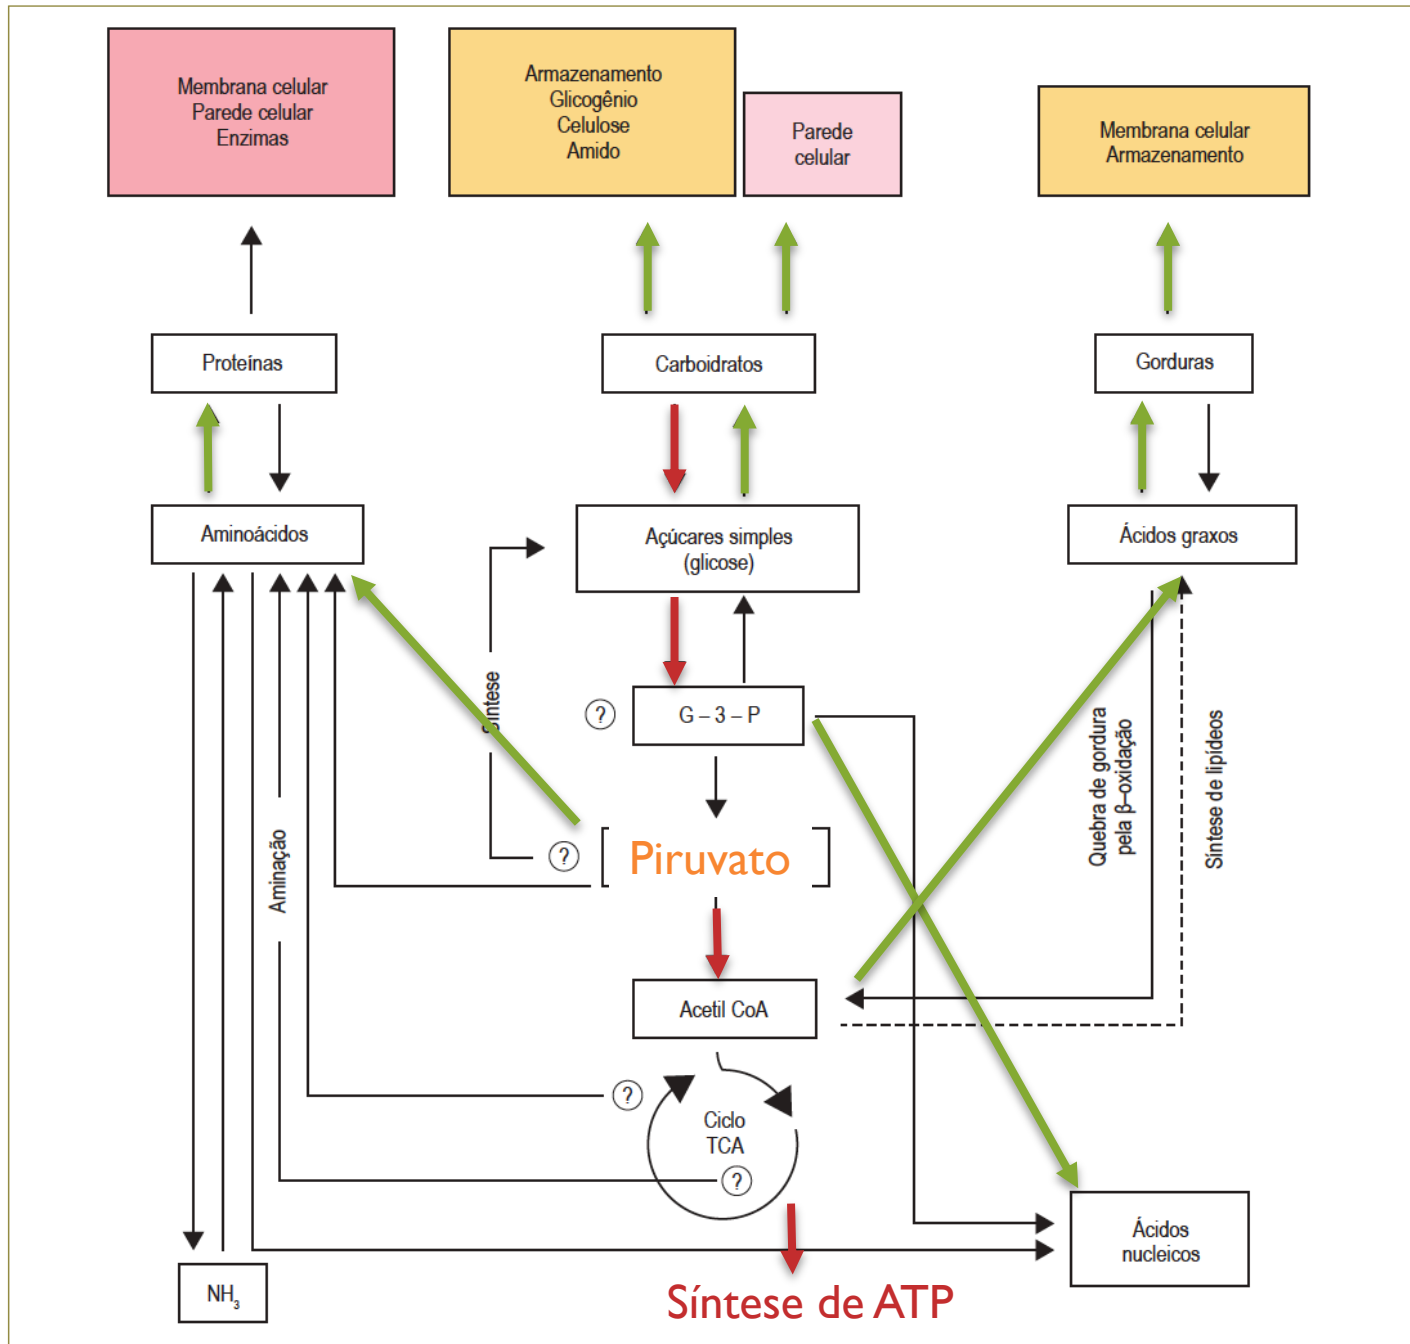 Membrana celular
Parede celular
Enzimas
Armazenamento
Glicogênio
Celulose
Amido
Parede
celular
Membrana celular
Armazenamento
Proteínas
Carboidratos
Gorduras
Aminoácidos
Açúcares simples
(glicose)
Ácidos graxos
Síntese
?
G – 3 – P
Quebra de gordura
pela β–oxidação
Síntese de lipídeos
Aminação
?
Piruvato
Acetil CoA
?
Ciclo
TCA
?
Ácidos
nucleicos
NH3
Síntese de ATP